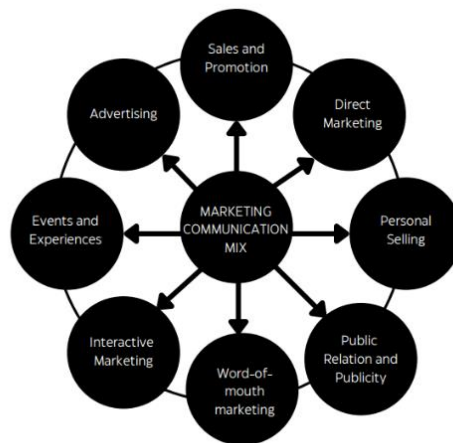 Sales and
Promotion
Direct
Marketing
Personal
Selling
Public
Relation and
Publicity
Word-of-
mouth
marketing
Interactive
Marketing
Events and
Experiences
Advertising
MARKETING
COMMUNICATION
MIX